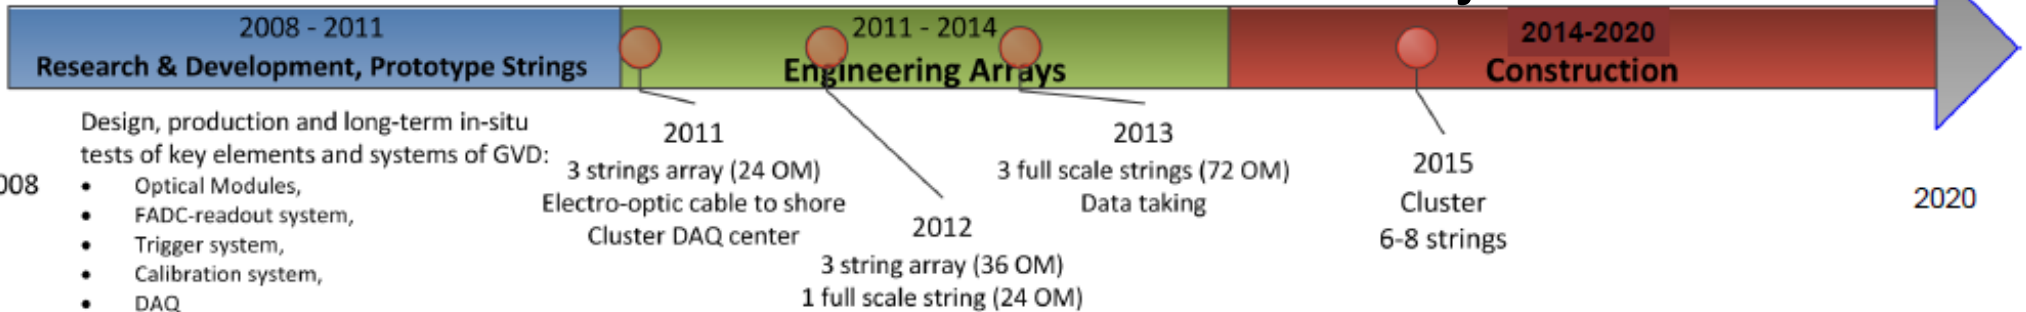 2008 - 2011
Research & Development, Prototype Strings
2011 - 2014
Engineering Arrays
2014-2020
Construction
Design, production and long-term in-situ
tests of key elements and systems of GVD:
• Optical Modules,
• FADC-readout system,
• Trigger system,
• Calibration system,
• DAQ
008
2011
3 strings array (24 OM)
Electro-optic cable to shore
Cluster DAQ center
2012
3 string array (36 OM)
1 full scale string (24 OM)
2013
3 full scale strings (72 OM)
Data taking
2015
Cluster
6-8 strings
2020